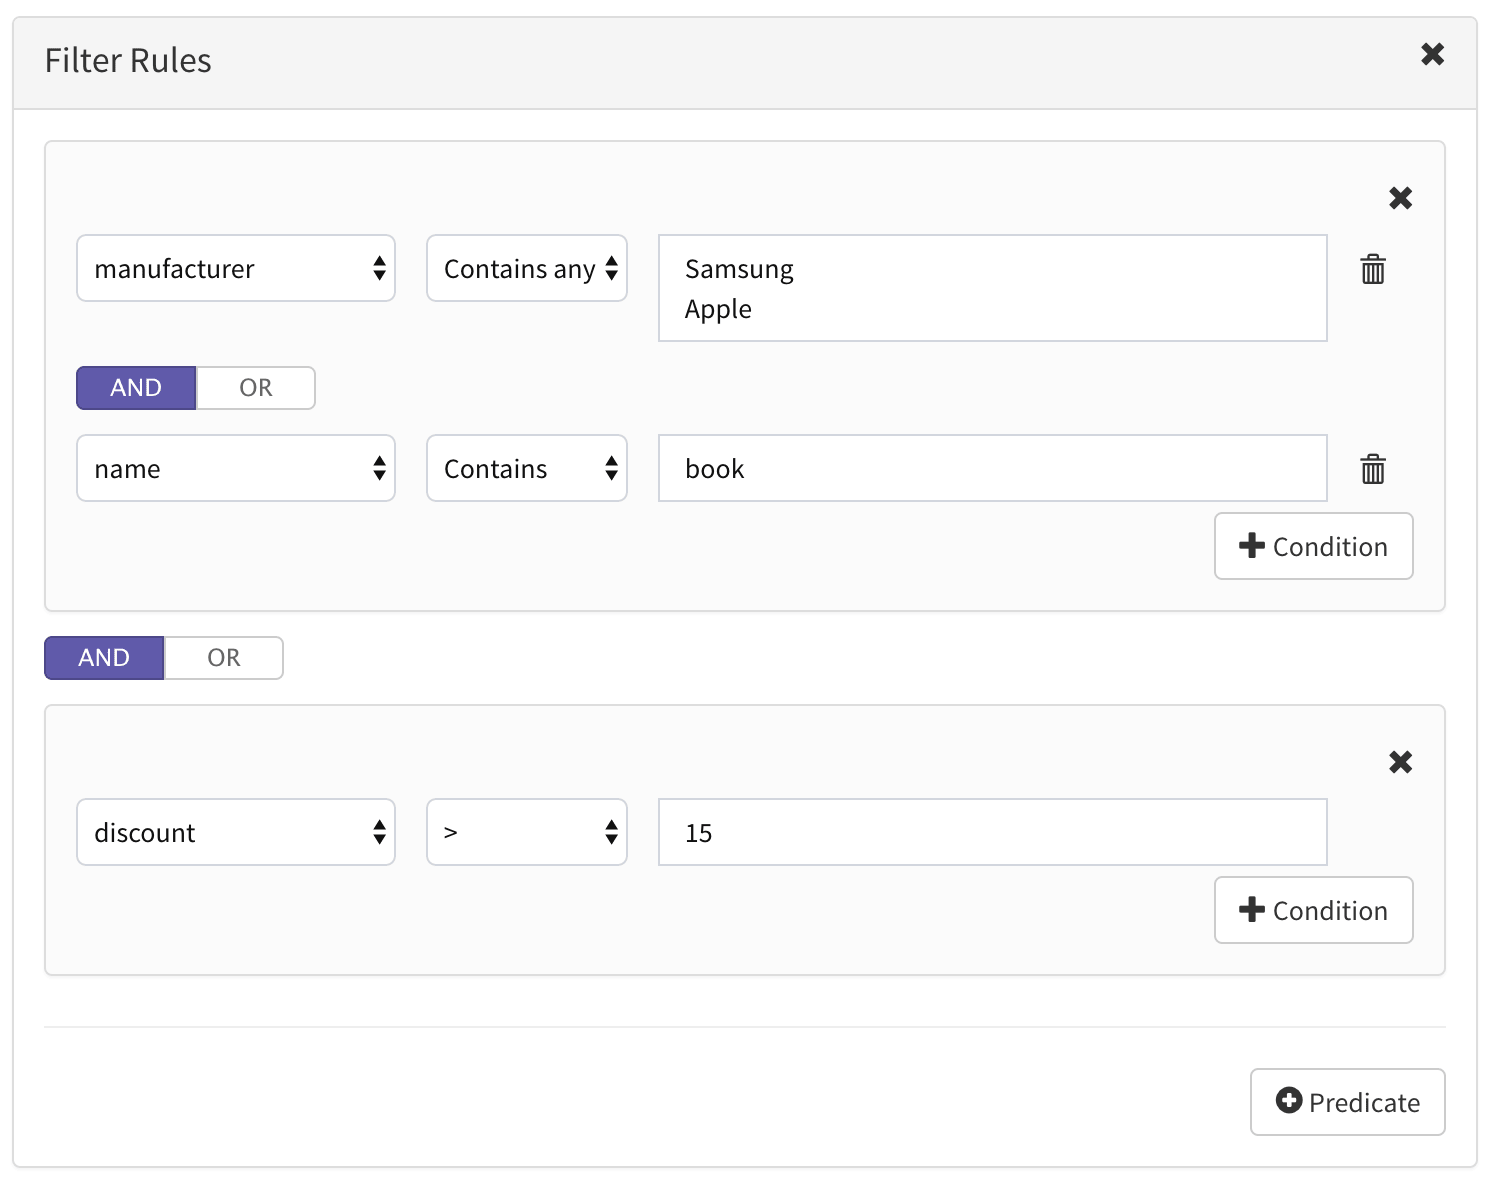 Filter Rules
manufacturer Contains any Samsung
Apple
AND OR
name Contains book
Condition
AND OR
discount > 15
Condition
Predicate